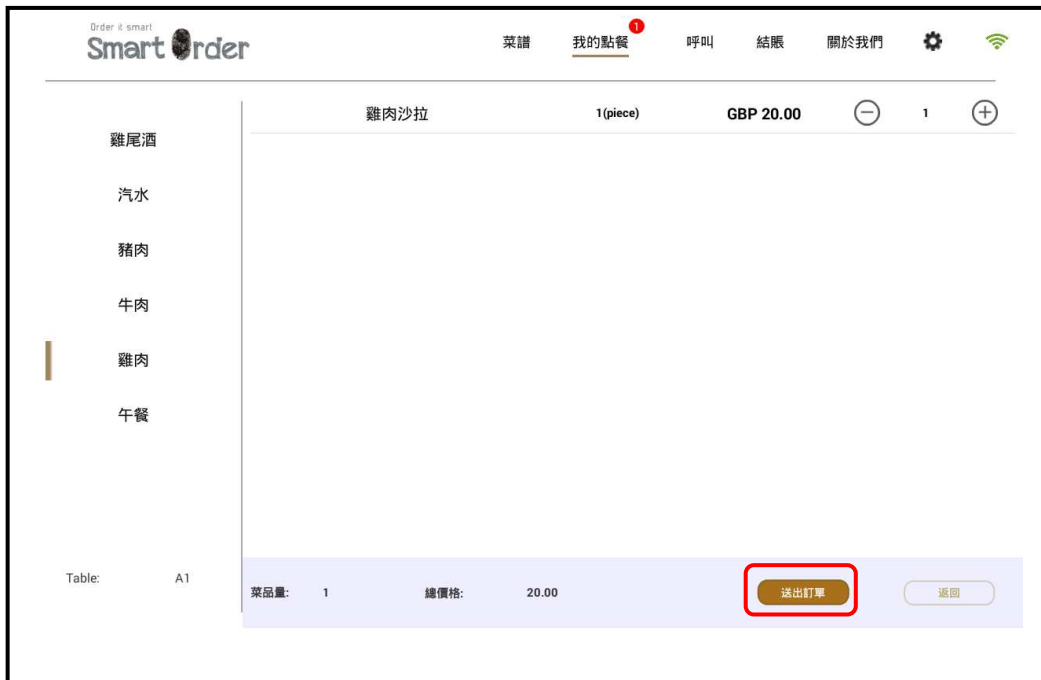 Order it smart
Smart Order
菜譜 我的點餐 1 呼叫 結賬 關於我們
雞肉沙拉 1(piece) GBP 20.00 1
雞尾酒
汽水
豬肉
牛肉
雞肉
午餐
Table: A1
菜品量: 1 總價格: 20.00 送出訂單 返回